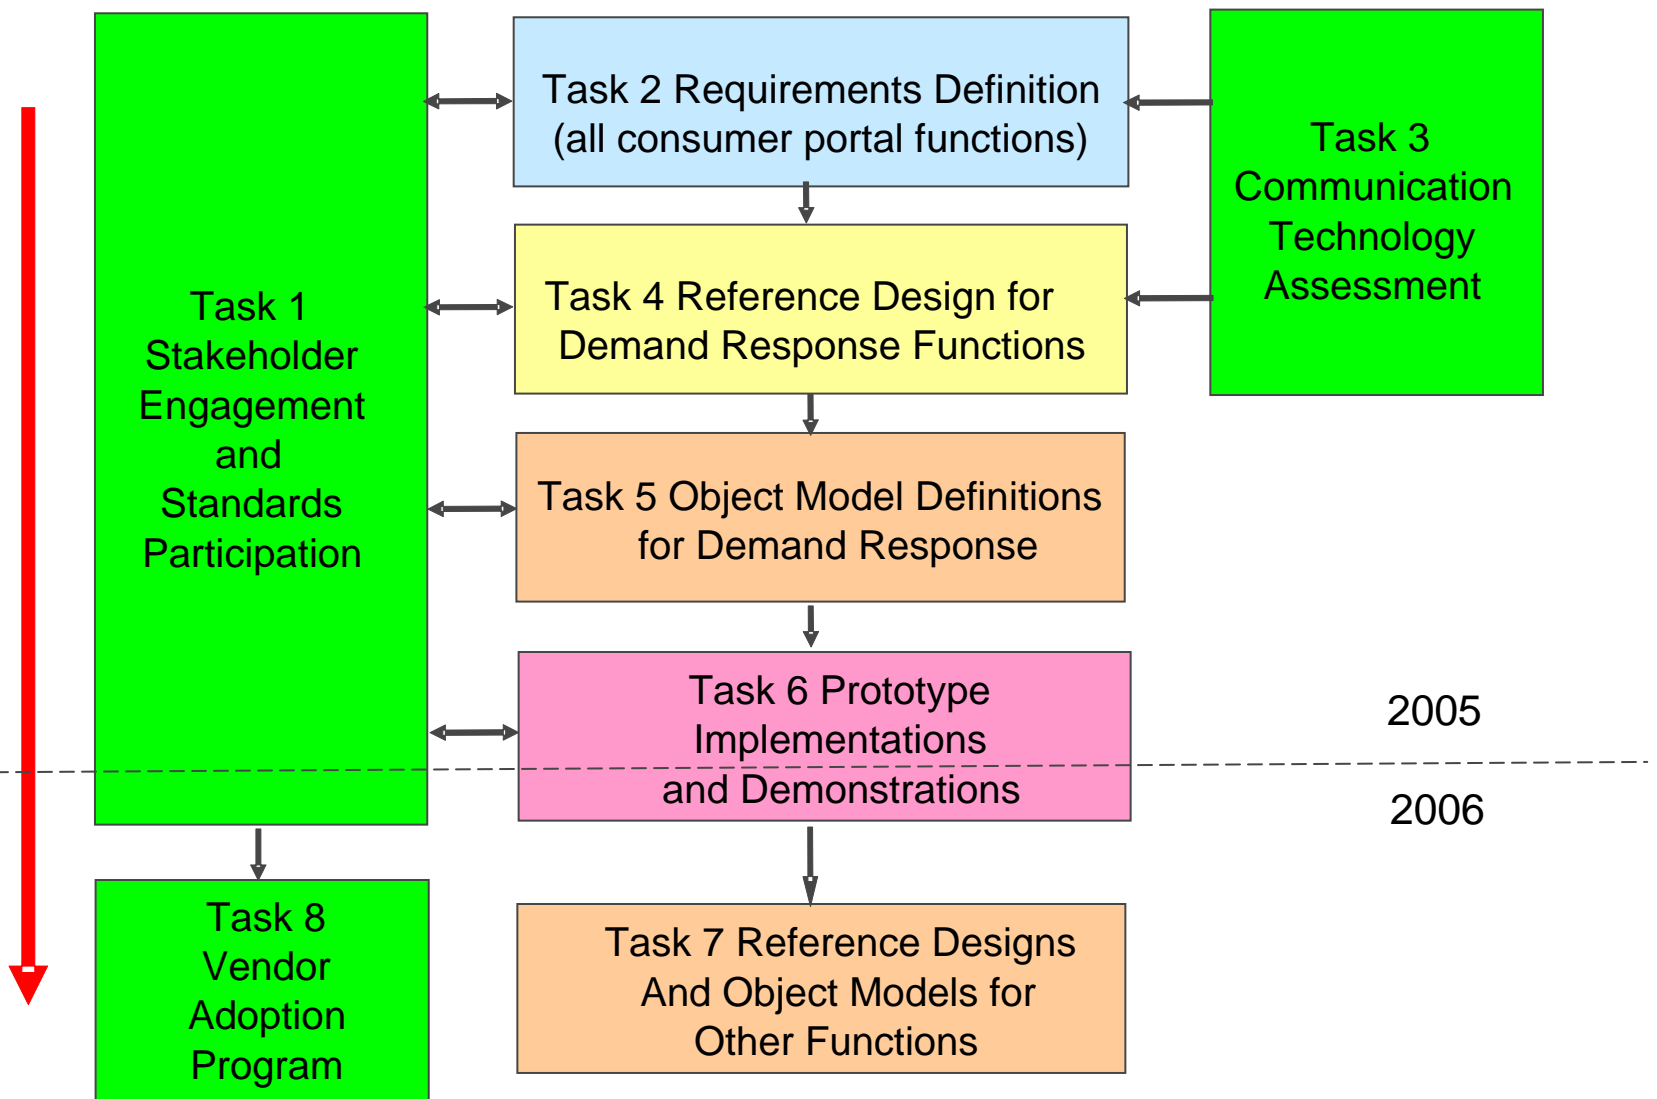 Task 1
Stakeholder
Engagement
and
Standards
Participation
Task 2 Requirements Definition
(all consumer portal functions)
Task 3
Communication
Technology
Assessment
Task 4 Reference Design for
Demand Response Functions
Task 5 Object Model Definitions
for Demand Response
Task 6 Prototype
Implementations
and Demonstrations
2005
2006
Task 8
Vendor
Adoption
Program
Task 7 Reference Designs
And Object Models for
Other Functions